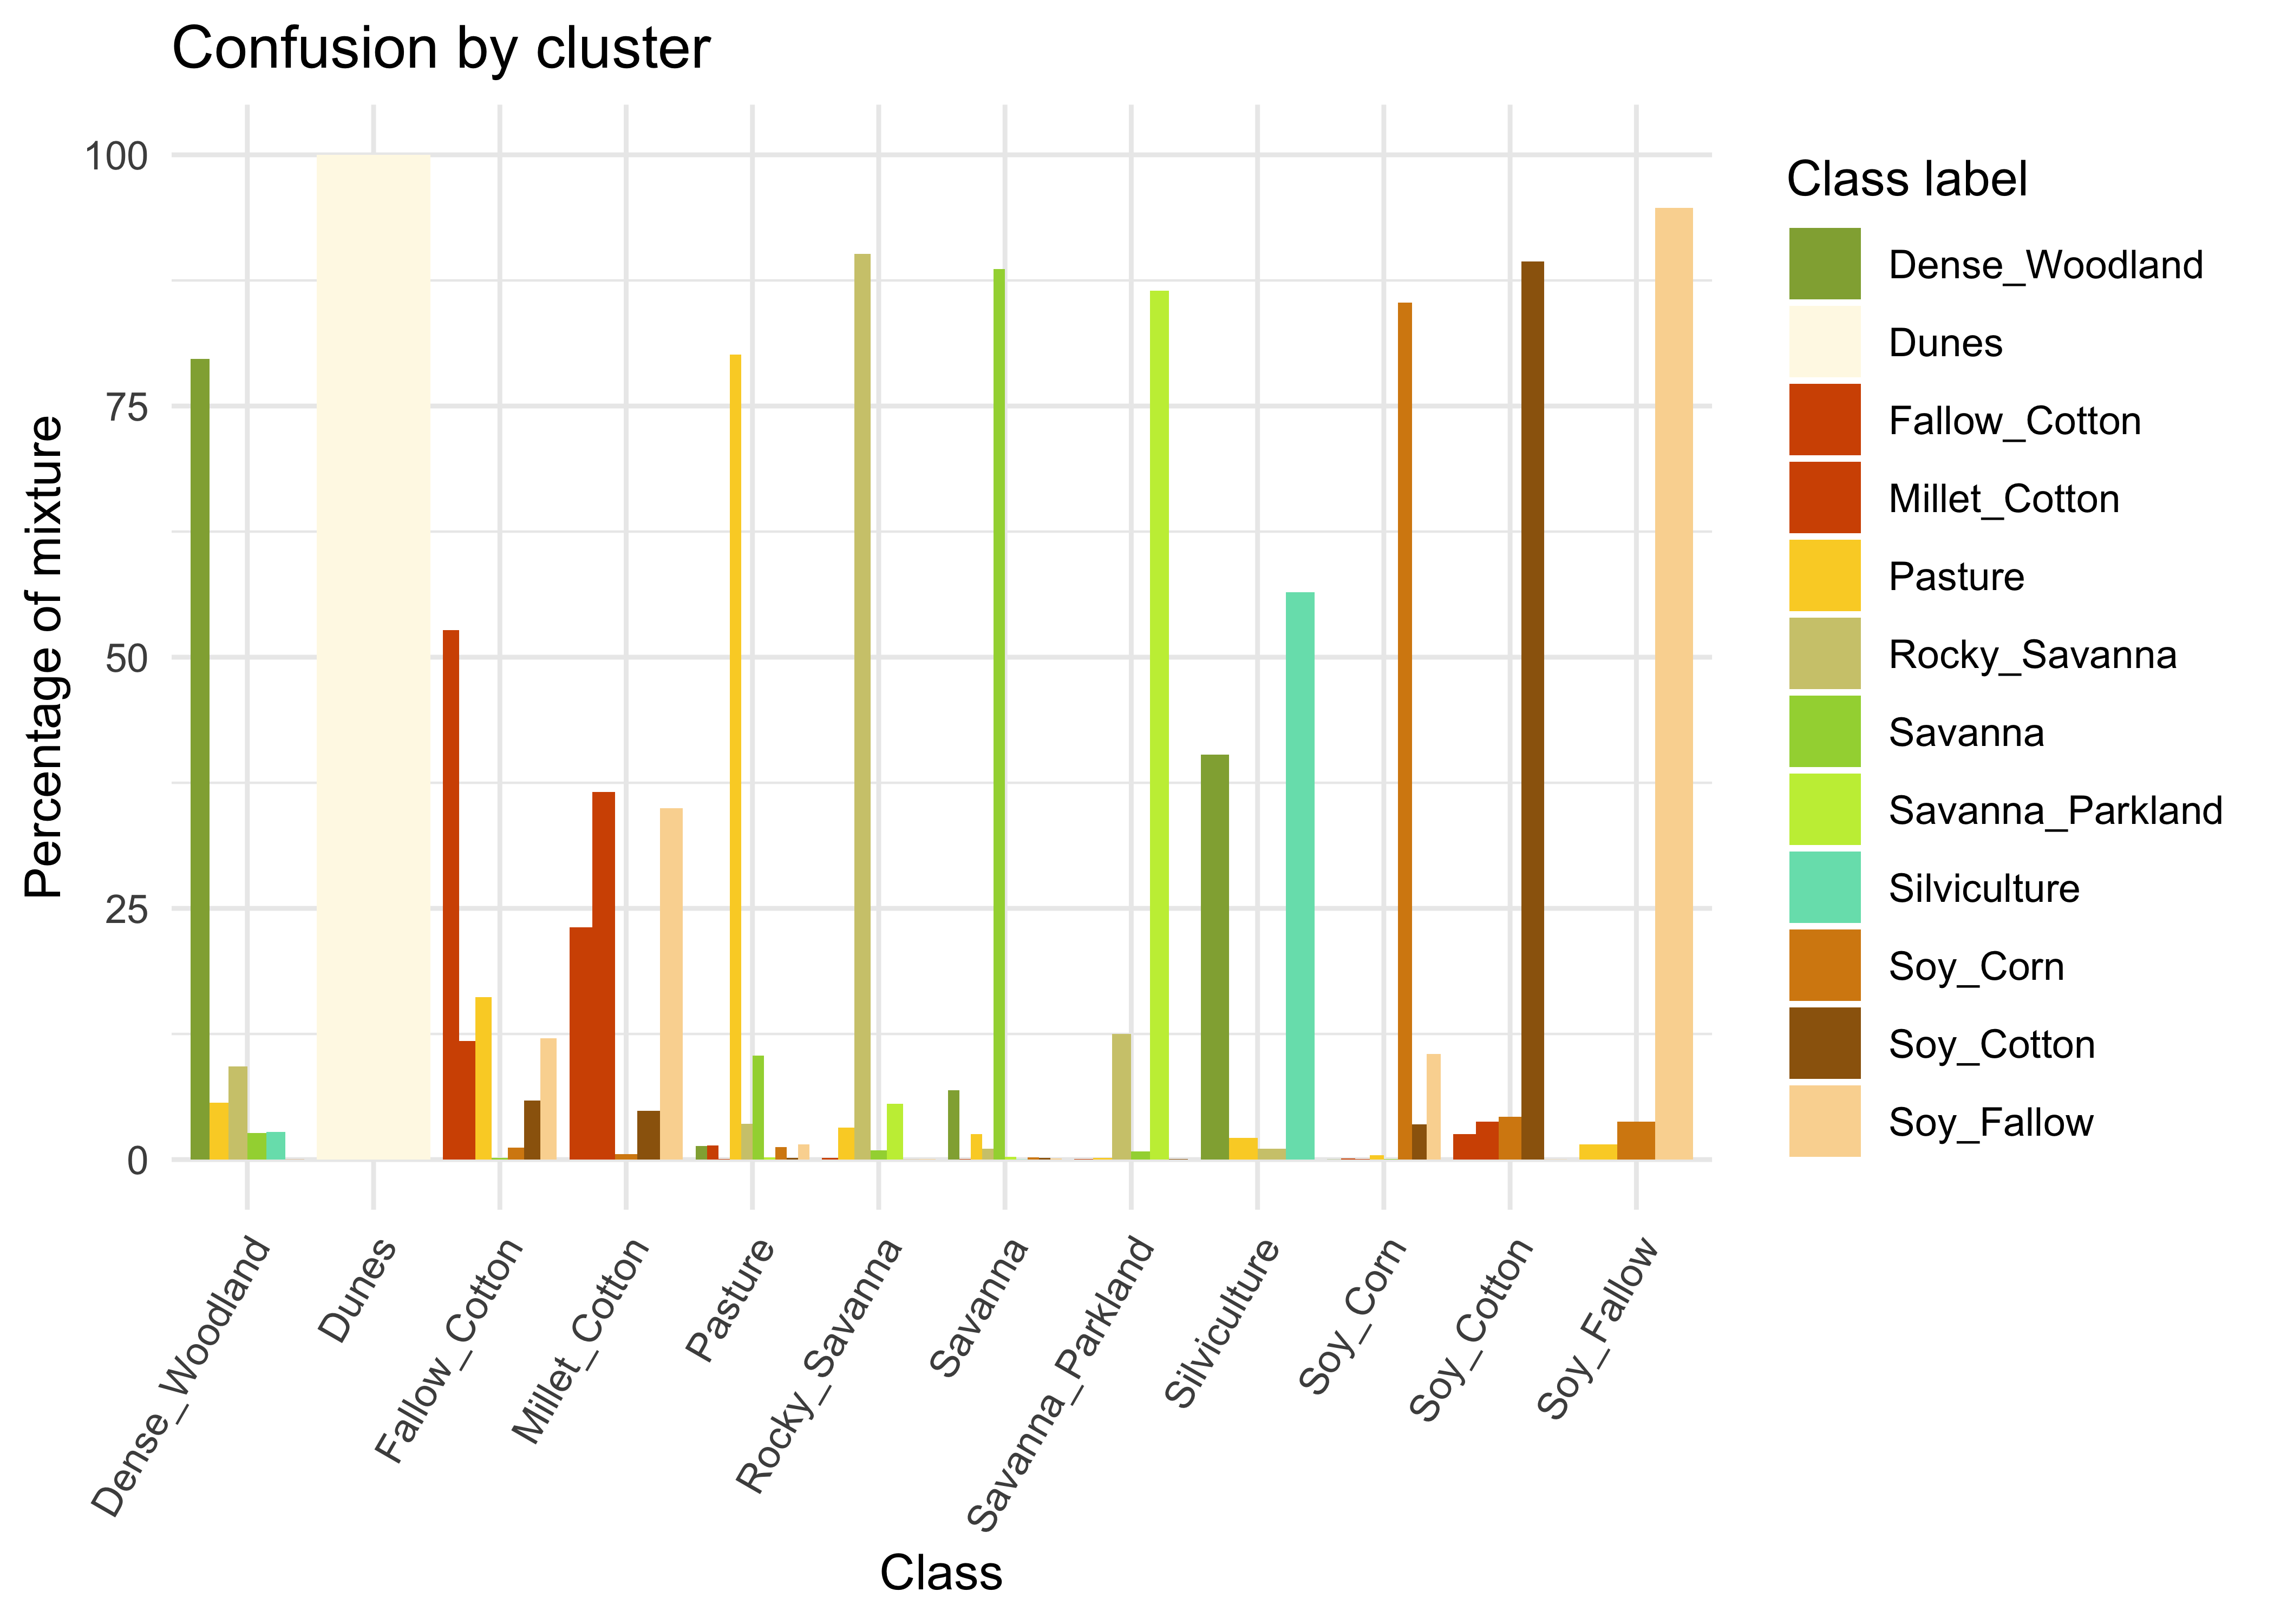 Confusion by cluster
Percentage of mixture
100
75
50
25
0
Dense_Woodland
Dunes
Fallow_Cotton
Millet_Cotton
Pasture
Rocky_Savanna
Savanna
Savanna_Parkland
Silviculture
Soy_Corn
Soy_Cotton
Soy_Fallow
Class
Class label
Dense_Woodland
Dunes
Fallow_Cotton
Millet_Cotton
Pasture
Rocky_Savanna
Savanna
Savanna_Parkland
Silviculture
Soy_Corn
Soy_Cotton
Soy_Fallow